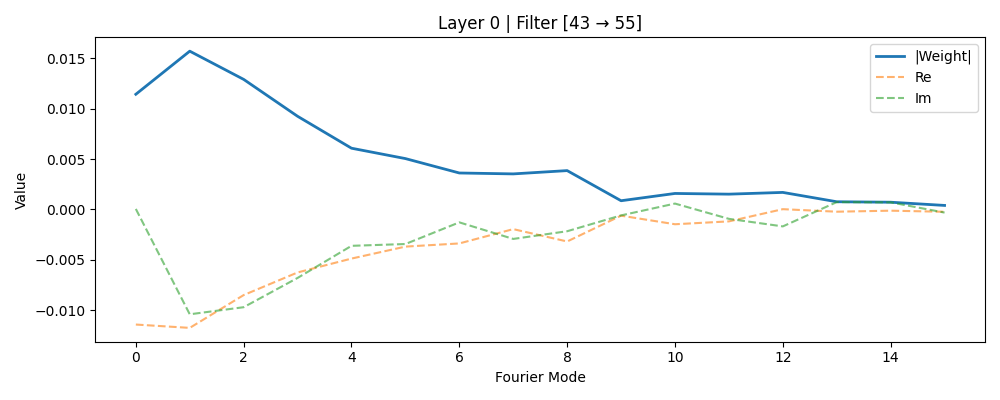 Layer 0 | Filter [43 → 55]
0.015
0.010
0.005
0.000
−0.005
−0.010
Value
|Weight|
Re
Im
0 2 4 6 8 10 12 14
Fourier Mode